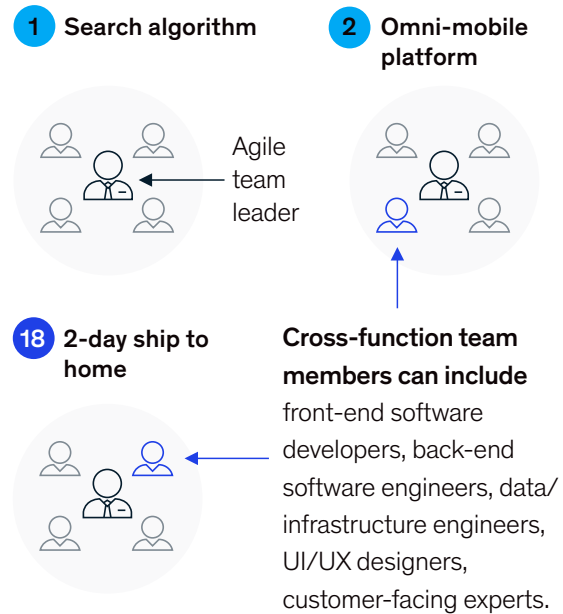 1 Search algorithm
2 Omni-mobile
platform
Agile
team
leader
18 2-day ship to
home
Cross-function team
members can include
front-end software
developers, back-end
software engineers, data/
infrastructure engineers,
UI/UX designers,
customer-facing experts.